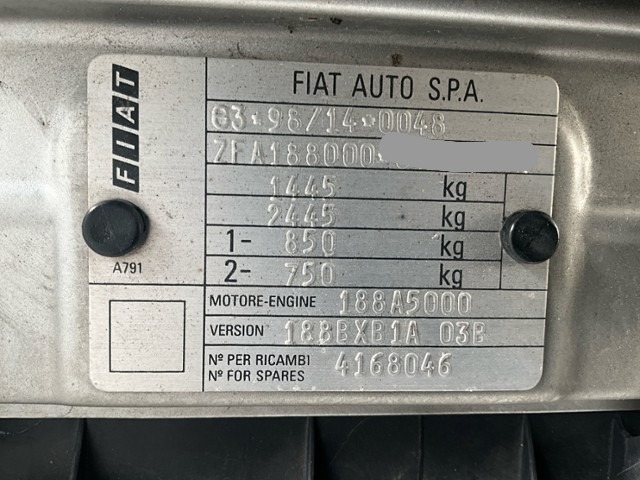 FIAT
FIAT AUTO S.P.A.
e3*98/14*0048
ZFA188000
1445 kg
2445 kg
1- 850 kg
2- 750 kg
A791
MOTORE-ENGINE 188A5000
VERSION 188BXB1A 03B
Nº PER RICAMBI
Nº FOR SPARES 4168046